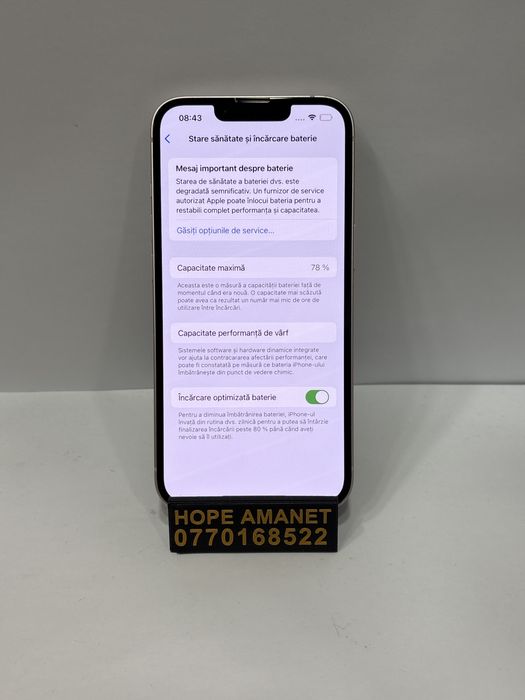 08:43
Stare sănătate și încărcare baterie
Mesaj important despre baterie
Starea de sănătate a bateriei dvs. este
degradată semnificativ. Un furnizor de service
autorizat Apple poate înlocui bateria pentru a
restabili complet performanța și capacitatea.
Găsiți opțiunile de service...
Capacitate maximă 78 %
Aceasta este o măsură a capacității bateriei față de
momentul când era nouă. O capacitate mai scăzută
poate avea ca rezultat un număr mai mic de ore de
utilizare între încărcări.
Capacitate performanță de vârf
Sistemele software și hardware dinamice integrate
vor ajuta la contracararea afectării performanței, care
poate fi constatată pe măsură ce bateria iPhone-ului
îmbătrânește din punct de vedere chimic.
Încărcare optimizată baterie
Pentru a diminua îmbătrânirea bateriei, iPhone-ul
învață din rutina dvs. zilnică pentru a putea să întârzie
finalizarea încărcării peste 80 % până când aveți
nevoie să îl utilizați.
HOPE AMANET
0770168522